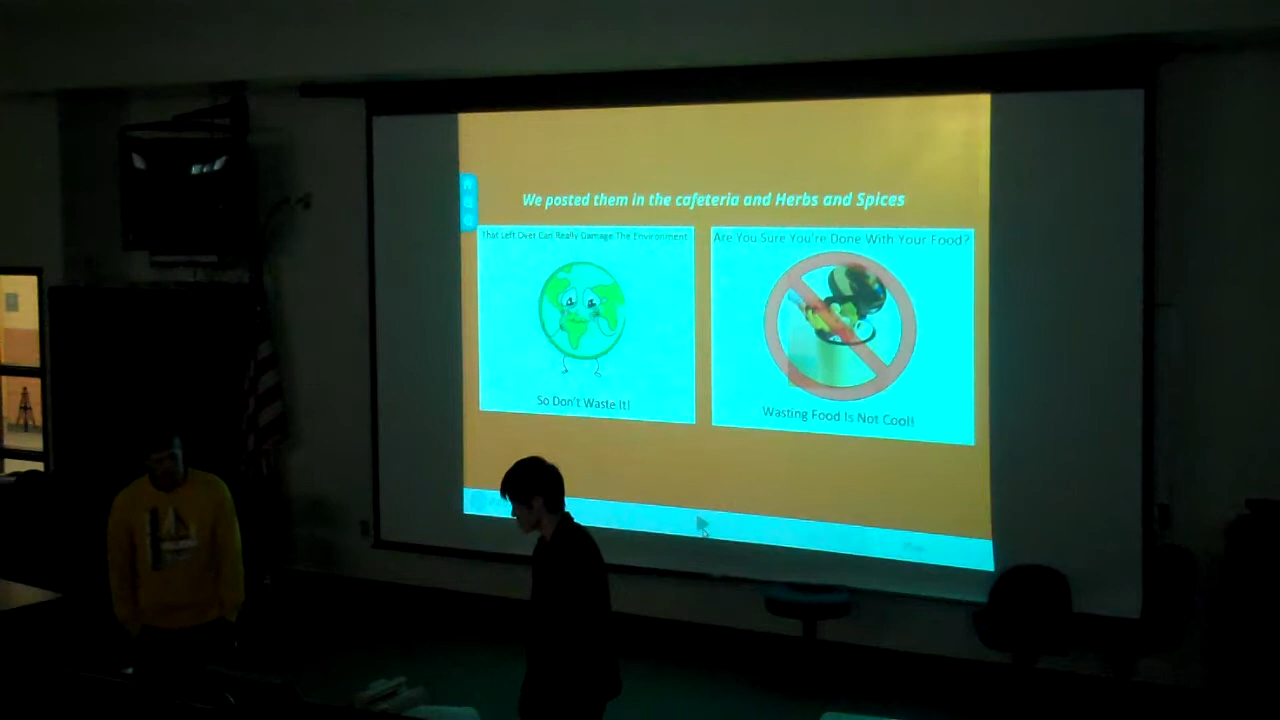 We posted them in the cafeteria and Herbs and Spices
That Left Over Can Really Damage The Environment
So Don't Waste It!
Are You Sure You're Done With Your Food?
Wasting Food Is Not Cool!